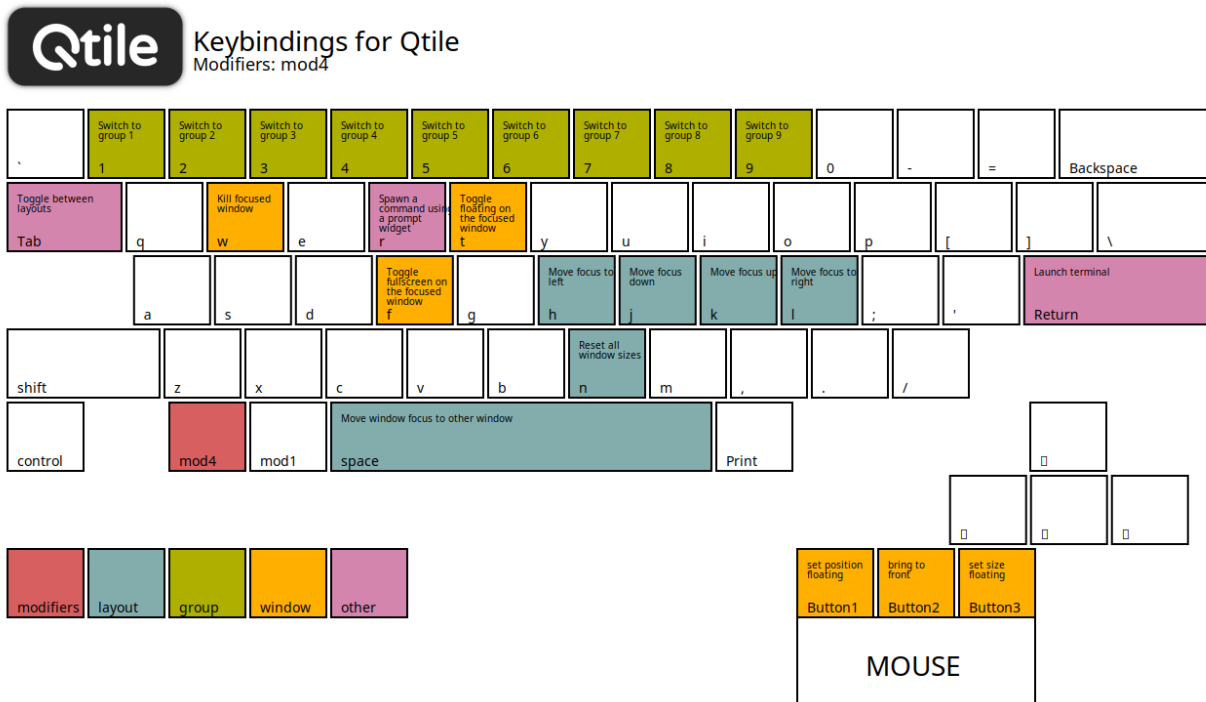 Qtile
Keybindings for Qtile
Modifiers: mod4
`
Switch to
group 1
1
Switch to
group 2
2
Switch to
group 3
3
Switch to
group 4
4
Switch to
group 5
5
Switch to
group 6
6
Switch to
group 7
7
Switch to
group 8
8
Switch to
group 9
9
0
-
=
Backspace
Toggle between
layouts
Tab
q
Kill focused
window
w
e
Spawn a
command using
a prompt
widget
r
Toggle
floating on
the focused
window
t
y
u
i
o
p
[
]
\
a
s
d
Toggle
fullscreen on
the focused
window
f
g
Move focus to
left
h
Move focus
down
j
Move focus up
k
Move focus to
right
l
;
'
Launch terminal
Return
shift
z
x
c
v
b
Reset all
window sizes
n
m
,
.
/
control
mod4
mod1
Move window focus to other window
space
Print
modifiers
layout
group
window
other
set position
floating
Button1
bring to
front
Button2
set size
floating
Button3
MOUSE